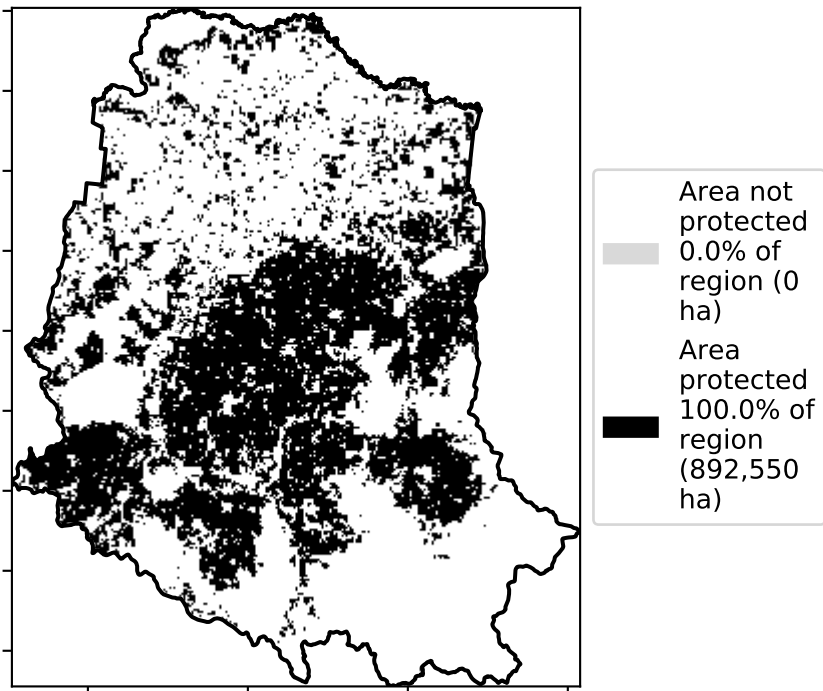 Area not
protected
0.0% of
region (0
ha)
Area
protected
100.0% of
region
(892,550
ha)